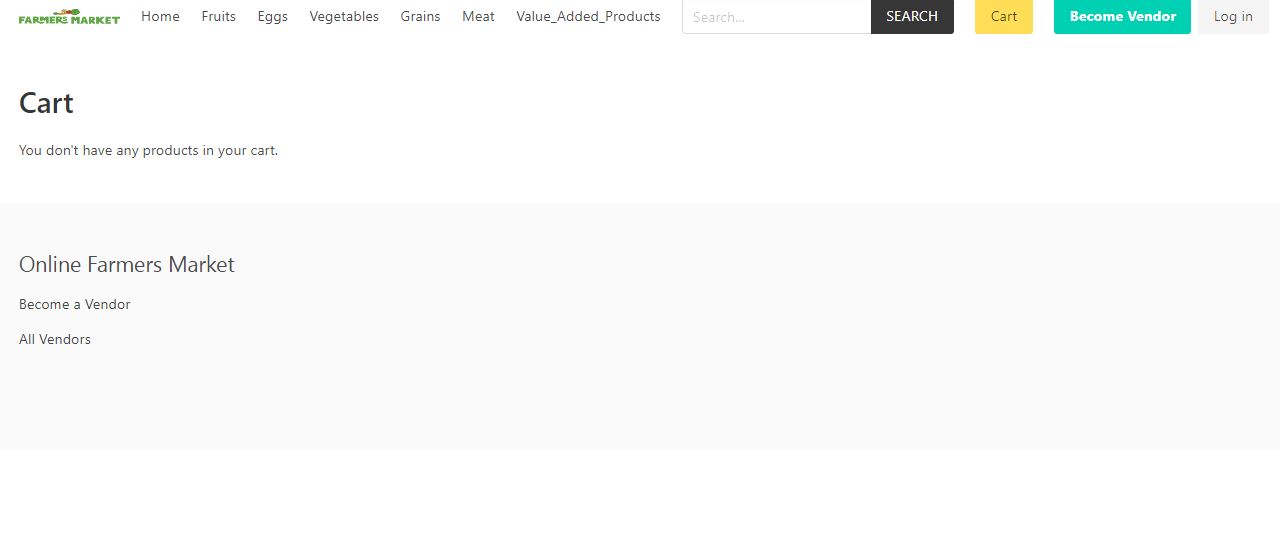 FARMERS MARKET Home Fruits Eggs Vegetables Grains Meat Value_Added_Products Search... SEARCH Cart Become Vendor Log in
Cart
You don't have any products in your cart.
Online Farmers Market
Become a Vendor
All Vendors